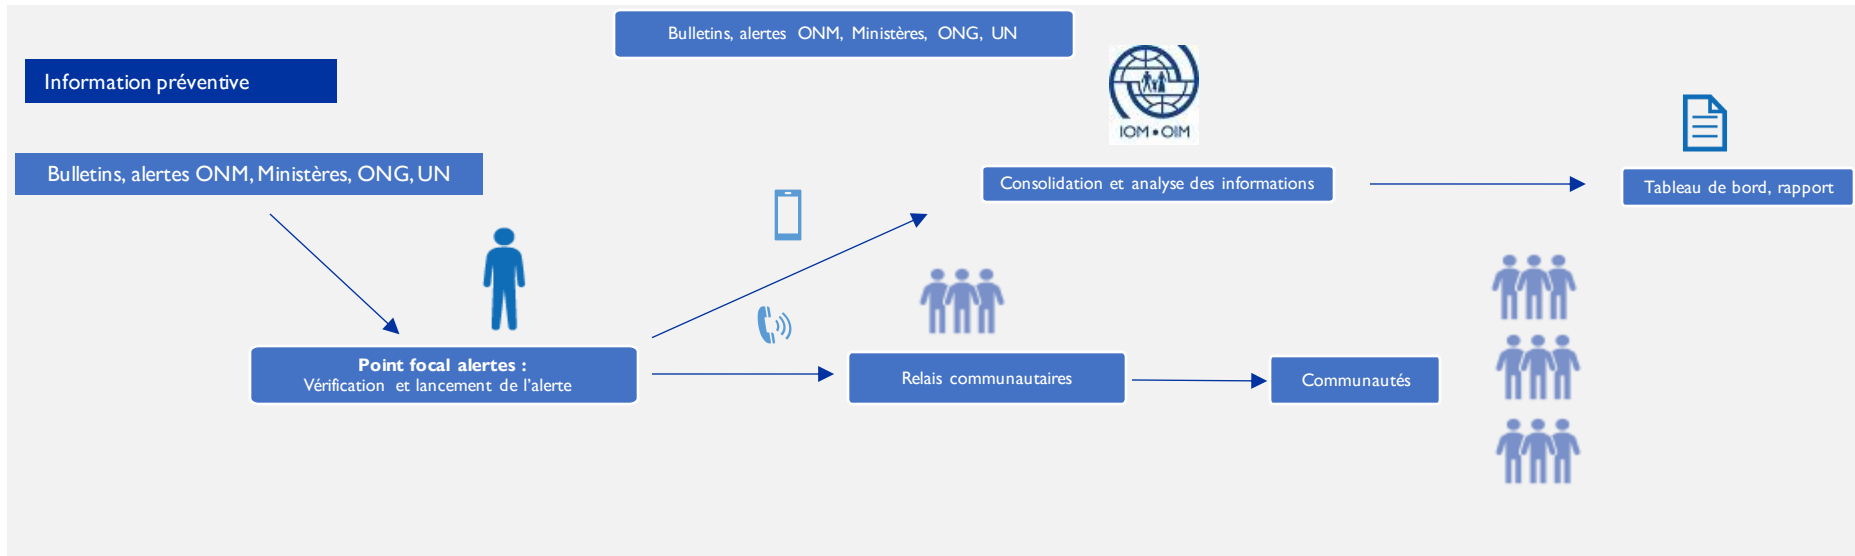 Bulletins, alertes ONM, Ministères, ONG, UN
Information préventive
IOM • OIM
Bulletins, alertes ONM, Ministères, ONG, UN
Consolidation et analyse des informations
Tableau de bord, rapport
Point focal alertes :
Vérification et lancement de l’alerte
Relais communautaires
Communautés